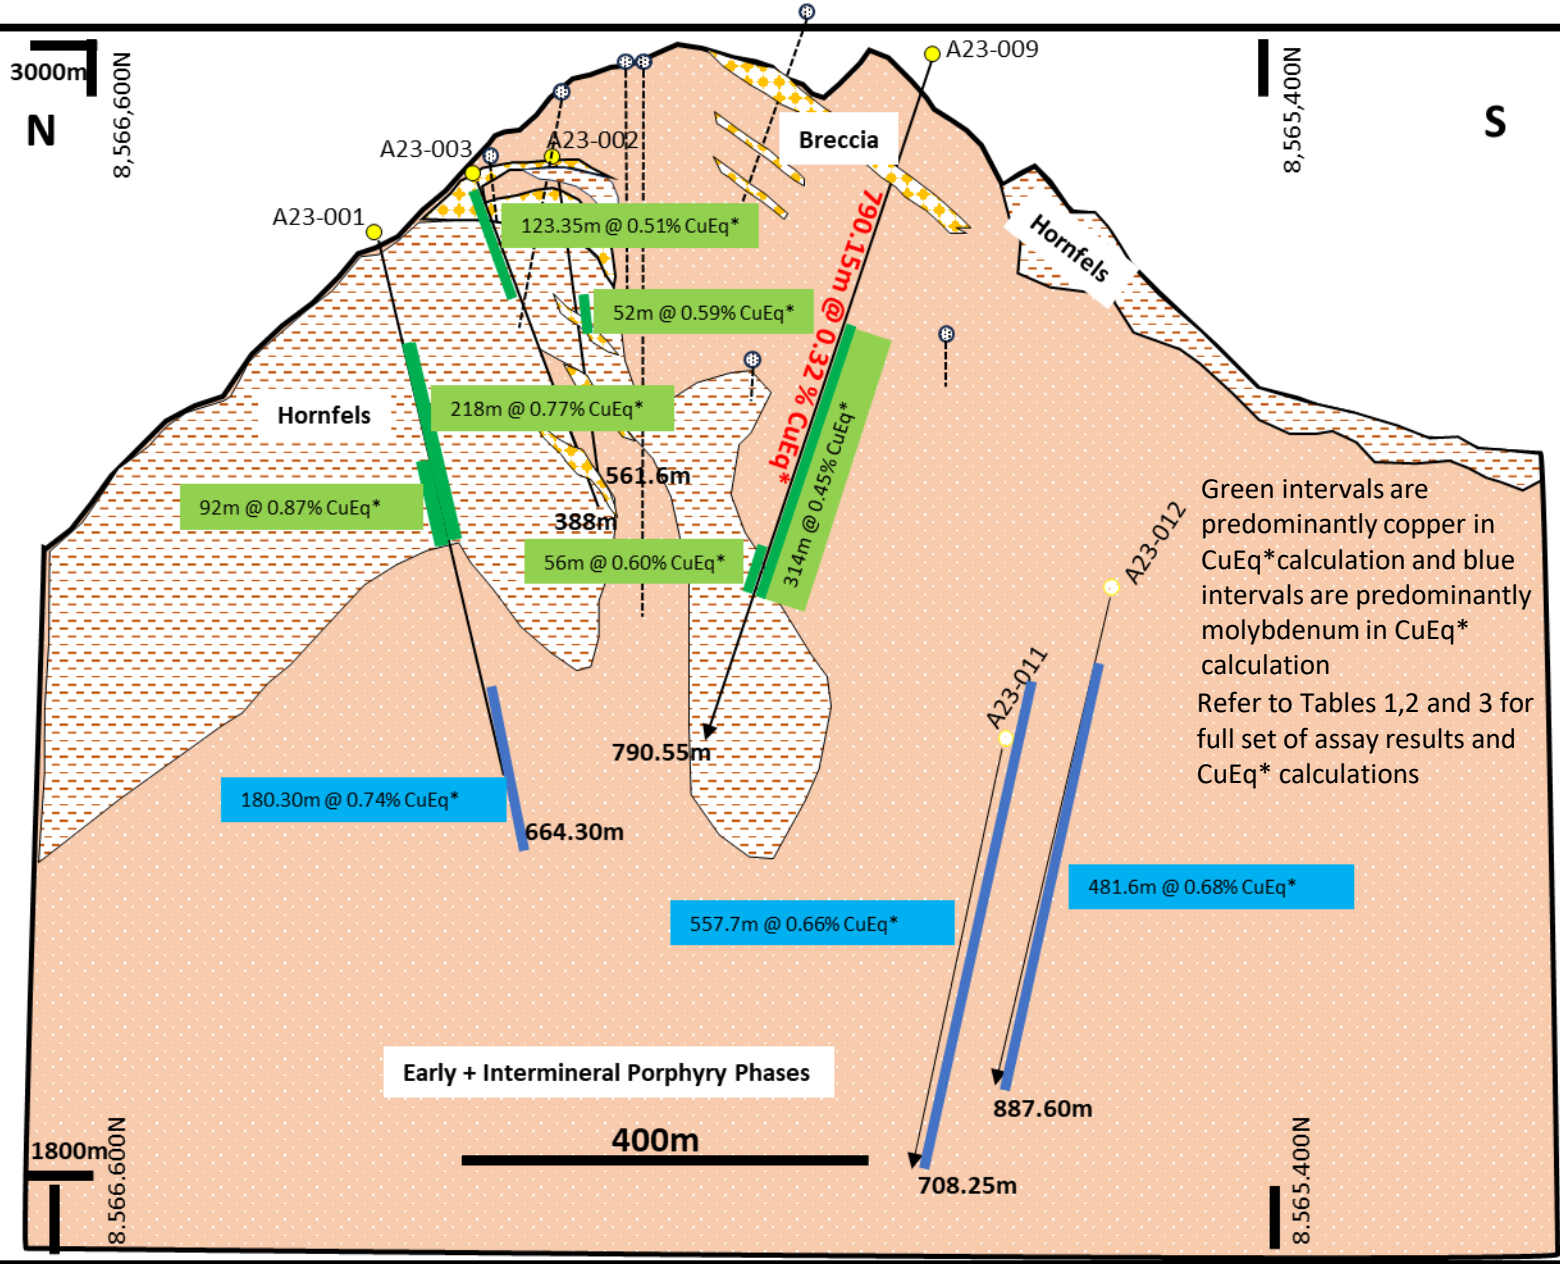 A23-009
3000m
8,566,600N
8,565,400N
N
S
A23-002
Breccia
A23-003
A23-001
123.35m @ 0.51% CuEq*
Hornfels
790.15m @ 0.32 % CuEq*
52m @ 0.59% CuEq*
218m @ 0.77% CuEq*
Hornfels
561.6m
314m @ 0.45% CuEq*
92m @ 0.87% CuEq*
388m
56m @ 0.60% CuEq*
A23-012
Green intervals are
predominantly copper in
CuEq*calculation and blue
intervals are predominantly
molybdenum in CuEq*
calculation
Refer to Tables 1,2 and 3 for
full set of assay results and
CuEq* calculations
A23-011
790.55m
180.30m @ 0.74% CuEq*
664.30m
481.6m @ 0.68% CuEq*
557.7m @ 0.66% CuEq*
Early + Intermineral Porphyry Phases
887.60m
400m
1800m
8.566.600N
8.565.400N
708.25m